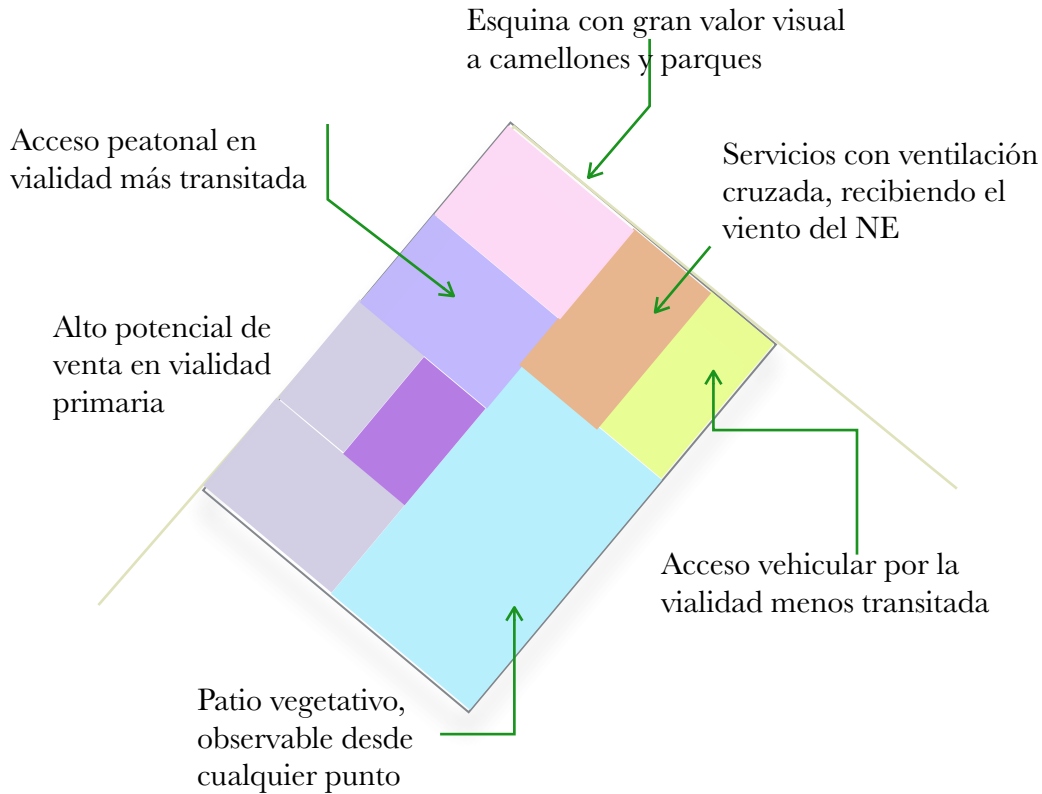 Esquina con gran valor visual
a camellones y parques
Acceso peatonal en
vialidad más transitada
Servicios con ventilación
cruzada, recibiendo el
viento del NE
Alto potencial de
venta en vialidad
primaria
Acceso vehicular por la
vialidad menos transitada
Patio vegetativo,
observable desde
cualquier punto